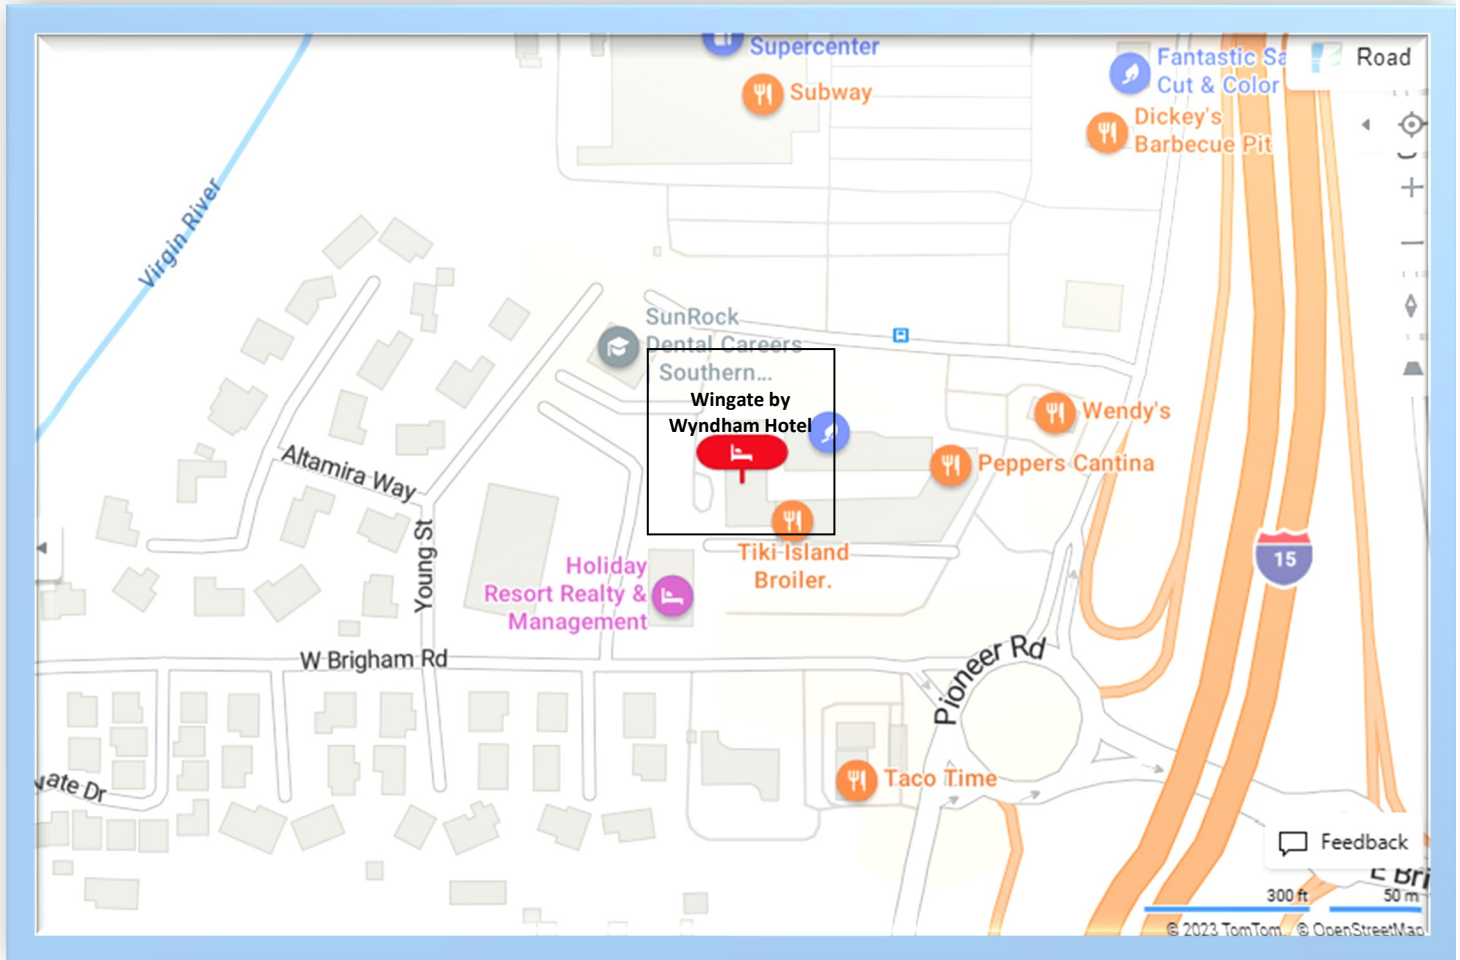 Supercenter
Subway
Fantastic Sa
Cut & Color
Road
Dickey's
Barbecue Pit
Virgin River
SunRock
Dental Careers
Southern...
Wingate by
Wyndham Hotel
Wendy's
Peppers Cantina
Altamira Way
Young St
Tiki Island
Broiler.
Holiday
Resort Realty &
Management
15
W Brigham Rd
Pioneer Rd
Taco Time
ate Dr
Feedback
E Bri
300 ft
50 m
© 2023 TomTom, © OpenStreetMap